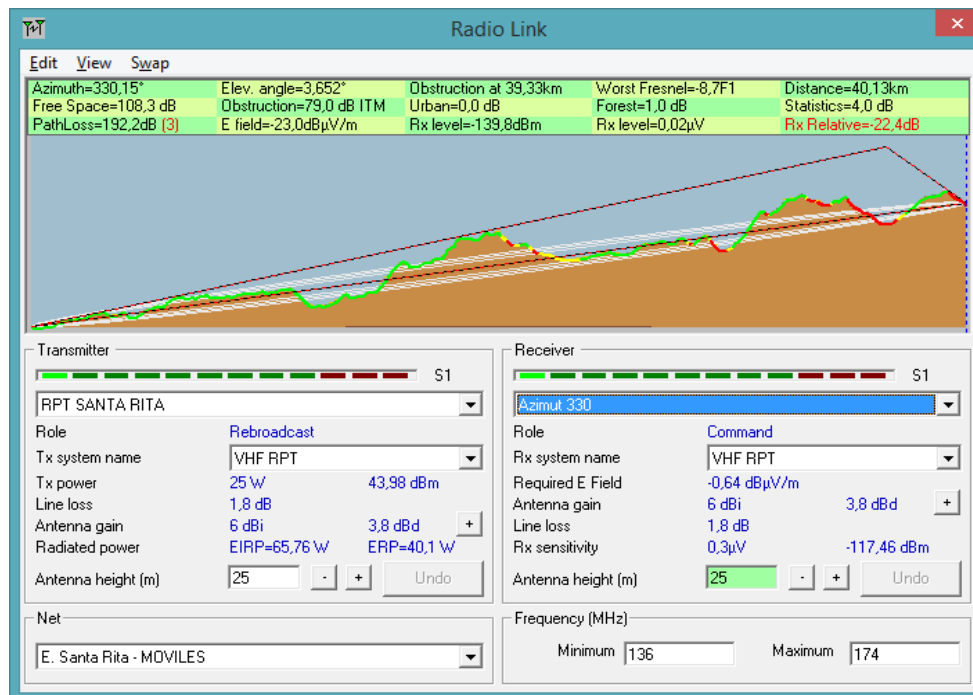 Radio Link
Edit View Swap
Azimuth=330,15° Elev. angle=3,652° Obstruction at 39,33km Worst Fresnel=-8,7F1 Distance=40,13km
Free Space=108,3 dB Obstruction=79,0 dB ITM Urban=0,0 dB Forest=1,0 dB Statistics=4,0 dB
PathLoss=192,2dB (3) E field=-23,0dBµV/m Rx level=-139,8dBm Rx level=0,02µV Rx Relative=-22,4dB
Transmitter
S1
RPT SANTA RITA
Role Rebroadcast
Tx system name VHF RPT
Tx power 25 W 43,98 dBm
Line loss 1,8 dB
Antenna gain 6 dBi 3,8 dBd +
Radiated power EIRP=65,76 W ERP=40,1 W
Antenna height (m) 25 - + Undo
Net
E. Santa Rita - MOVILES
Receiver
S1
Azimut 330
Role Command
Rx system name VHF RPT
Required E Field -0,64 dBµV/m
Antenna gain 6 dBi 3,8 dBd +
Line loss 1,8 dB
Rx sensitivity 0,3µV -117,46 dBm
Antenna height (m) 25 - + Undo
Frequency (MHz)
Minimum 136 Maximum 174